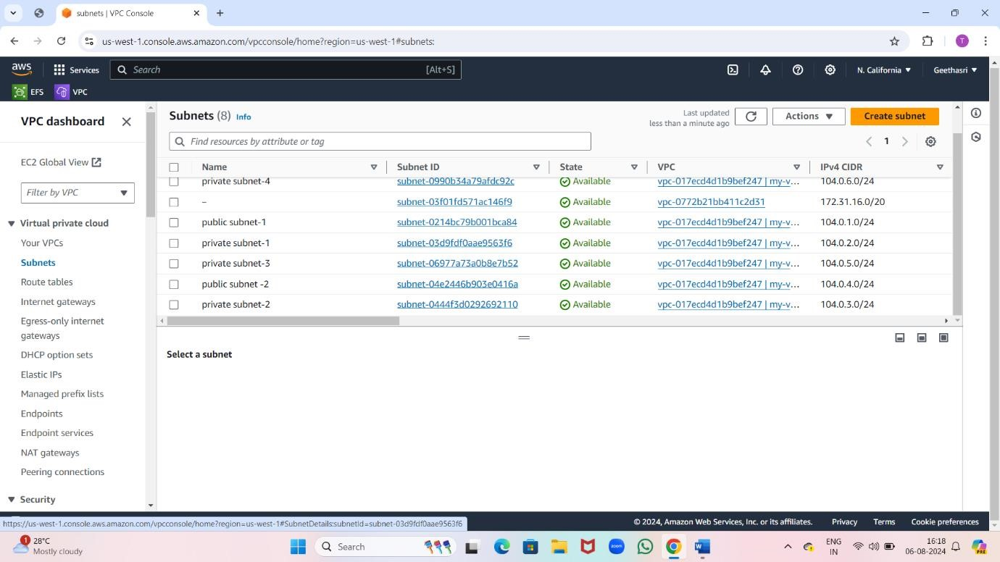 subnets | VPC Console
us-west-1.console.aws.amazon.com/vpcconsole/home?region=us-west-1#subnets:
T
aws
Services
Search
[Alt+S]
N. California
Geethasri
EFS
VPC
VPC dashboard
EC2 Global View
Filter by VPC
Virtual private cloud
Your VPCs
Subnets
Route tables
Internet gateways
Egress-only internet
gateways
DHCP option sets
Elastic IPs
Managed prefix lists
Endpoints
Endpoint services
NAT gateways
Peering connections
Security
Subnets (8) Info
Last updated
less than a minute ago
Actions
Create subnet
Find resources by attribute or tag
1
Name Subnet ID State VPC IPv4 CIDR
private subnet-4 subnet-0990b34a79afdc92c Available vpc-017ecd4d1b9bef247 | my-v... 104.0.6.0/24
– subnet-03f01fd571ac146f9 Available vpc-0772b21bb411c2d31 172.31.16.0/20
public subnet-1 subnet-0214bc79b001bca84 Available vpc-017ecd4d1b9bef247 | my-v... 104.0.1.0/24
private subnet-1 subnet-03d9fdf0aae9563f6 Available vpc-017ecd4d1b9bef247 | my-v... 104.0.2.0/24
private subnet-3 subnet-06977a73a0b8e7b52 Available vpc-017ecd4d1b9bef247 | my-v... 104.0.5.0/24
public subnet -2 subnet-04e2446b903e0416a Available vpc-017ecd4d1b9bef247 | my-v... 104.0.4.0/24
private subnet-2 subnet-0444f3d0292692110 Available vpc-017ecd4d1b9bef247 | my-v... 104.0.3.0/24
Select a subnet
https://us-west-1.console.aws.amazon.com/vpcconsole/home?region=us-west-1#SubnetDetails:subnetId=subnet-03d9fdf0aae9563f6
© 2024, Amazon Web Services, Inc. or its affiliates.
Privacy
Terms
Cookie preferences
1
28°C
Mostly cloudy
Search
zoom
ENG
IN
16:18
06-08-2024
PRE